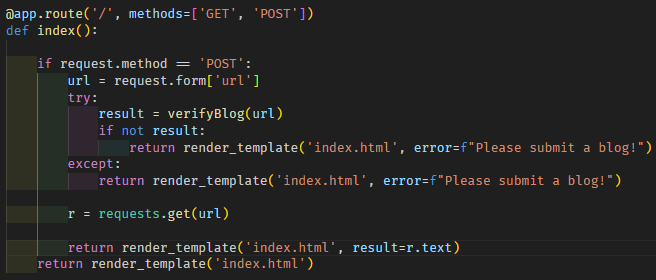 @app.route('/', methods=['GET', 'POST'])
def index():
    if request.method == 'POST':
        url = request.form['url']
        try:
            result = verifyBlog(url)
            if not result:
                return render_template('index.html', error=f"Please submit a blog!")
        except:
            return render_template('index.html', error=f"Please submit a blog!")
        r = requests.get(url)
        return render_template('index.html', result=r.text)
    return render_template('index.html')